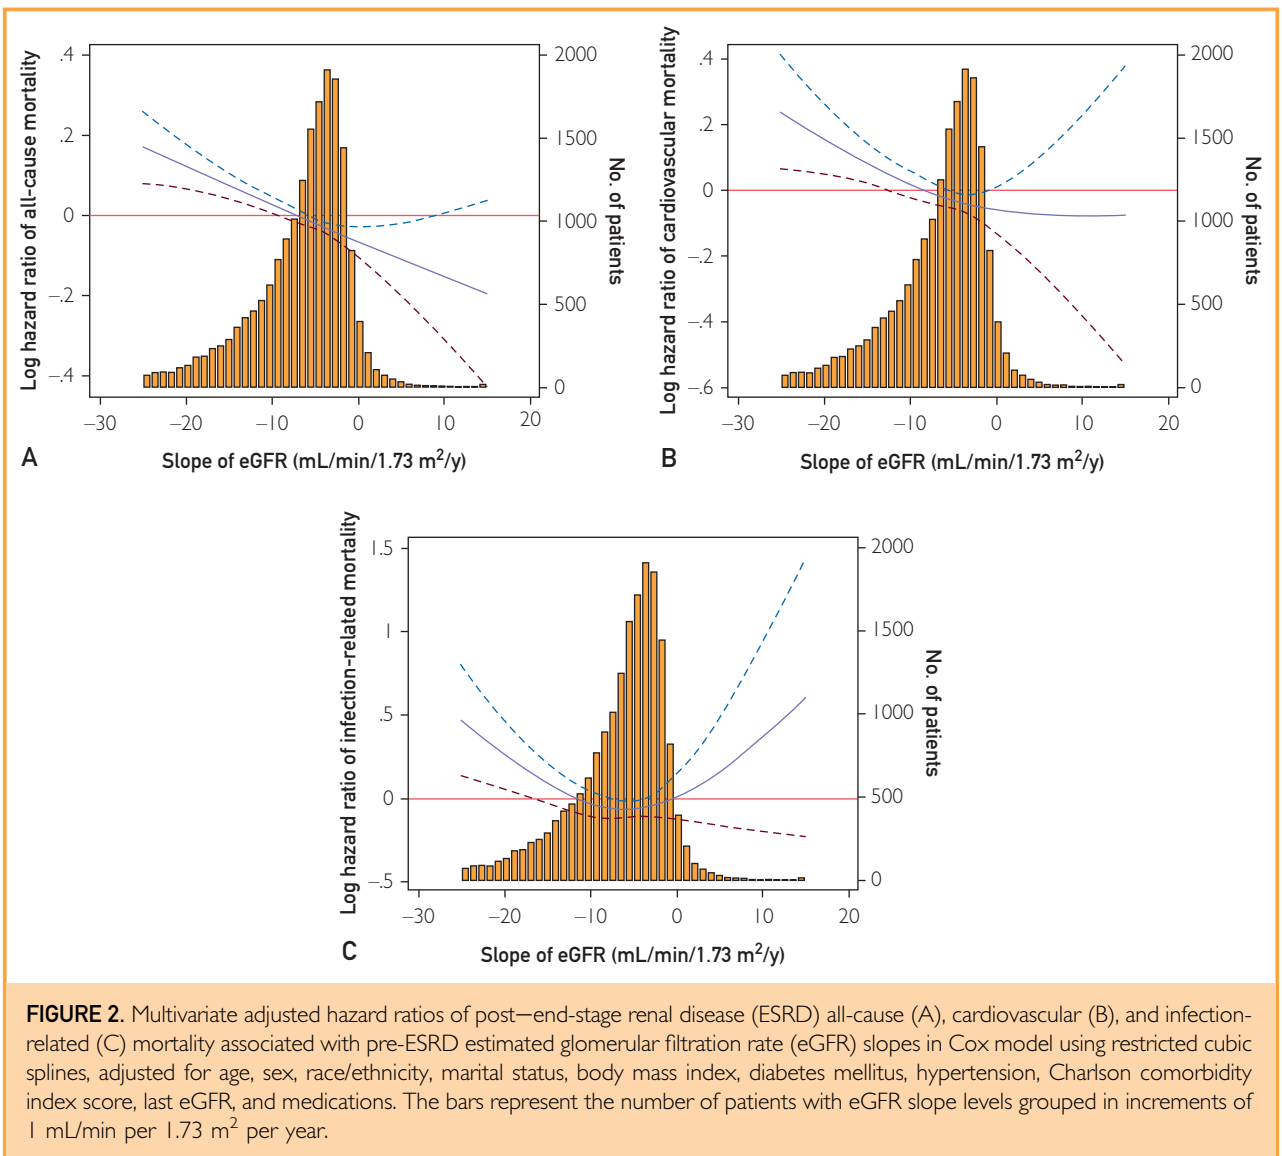 Log hazard ratio of all-cause mortality
.4
.2
0
–.2
–.4
2000
1500
1000
500
0
No. of patients
–30 –20 –10 0 10 20
A
Slope of eGFR (mL/min/1.73 m²/y)
Log hazard ratio of cardiovascular mortality
.4
.2
0
–.2
–.4
–.6
2000
1500
1000
500
0
No. of patients
–30 –20 –10 0 10 20
B
Slope of eGFR (mL/min/1.73 m²/y)
Log hazard ratio of infection-related mortality
1.5
1
.5
0
–.5
2000
1500
1000
500
0
No. of patients
–30 –20 –10 0 10 20
C
Slope of eGFR (mL/min/1.73 m²/y)
FIGURE 2. Multivariate adjusted hazard ratios of post–end-stage renal disease (ESRD) all-cause (A), cardiovascular (B), and infection-
related (C) mortality associated with pre-ESRD estimated glomerular filtration rate (eGFR) slopes in Cox model using restricted cubic
splines, adjusted for age, sex, race/ethnicity, marital status, body mass index, diabetes mellitus, hypertension, Charlson comorbidity
index score, last eGFR, and medications. The bars represent the number of patients with eGFR slope levels grouped in increments of
1 mL/min per 1.73 m² per year.